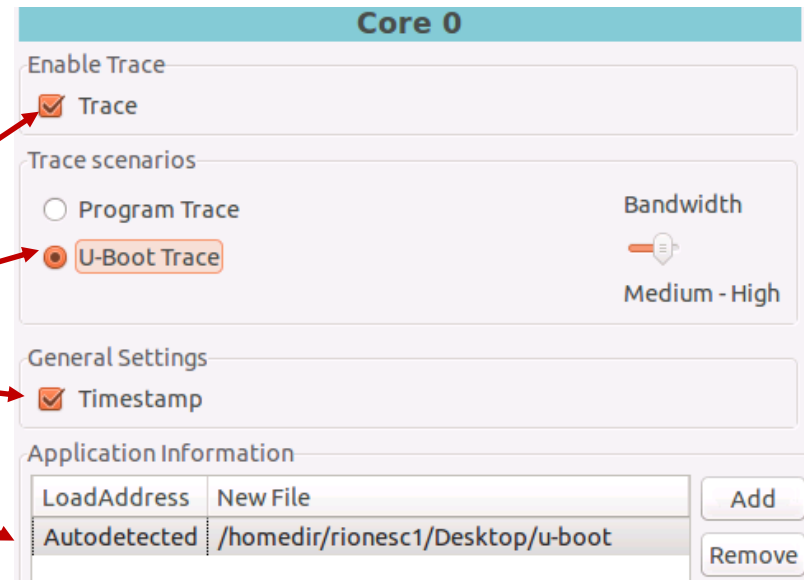 Core 0
Enable Trace
Trace
Trace scenarios
Program Trace
Bandwidth
U-Boot Trace
Medium - High
General Settings
Timestamp
Application Information
LoadAddress New File
Add
Autodetected /homedir/rionesc1/Desktop/u-boot
Remove